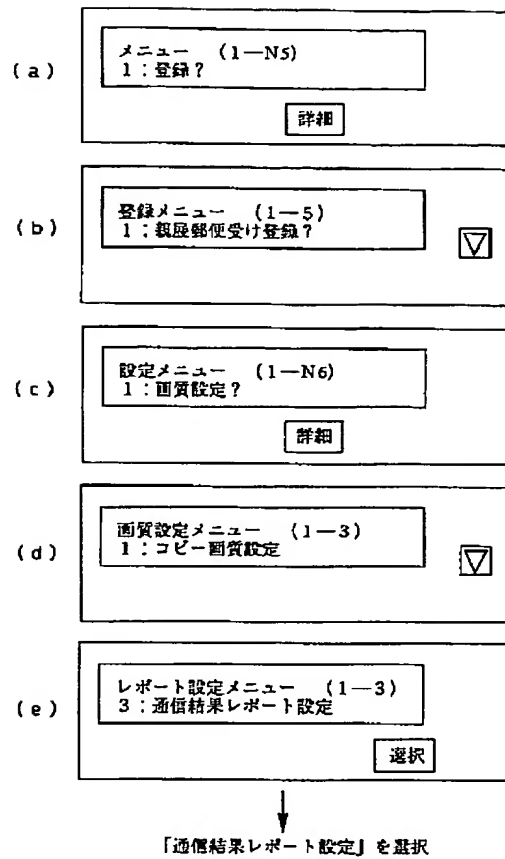 (a)
メニュー (1—N5)
1:登録?
詳細
(b)
登録メニュー (1—5)
1:親展郵便受け登録?
(c)
設定メニュー (1—N6)
1:画質設定?
詳細
(d)
画質設定メニュー (1—3)
1:コピー画質設定
(e)
レポート設定メニュー (1—3)
3:通信結果レポート設定
選択
「通信結果レポート設定」を選択